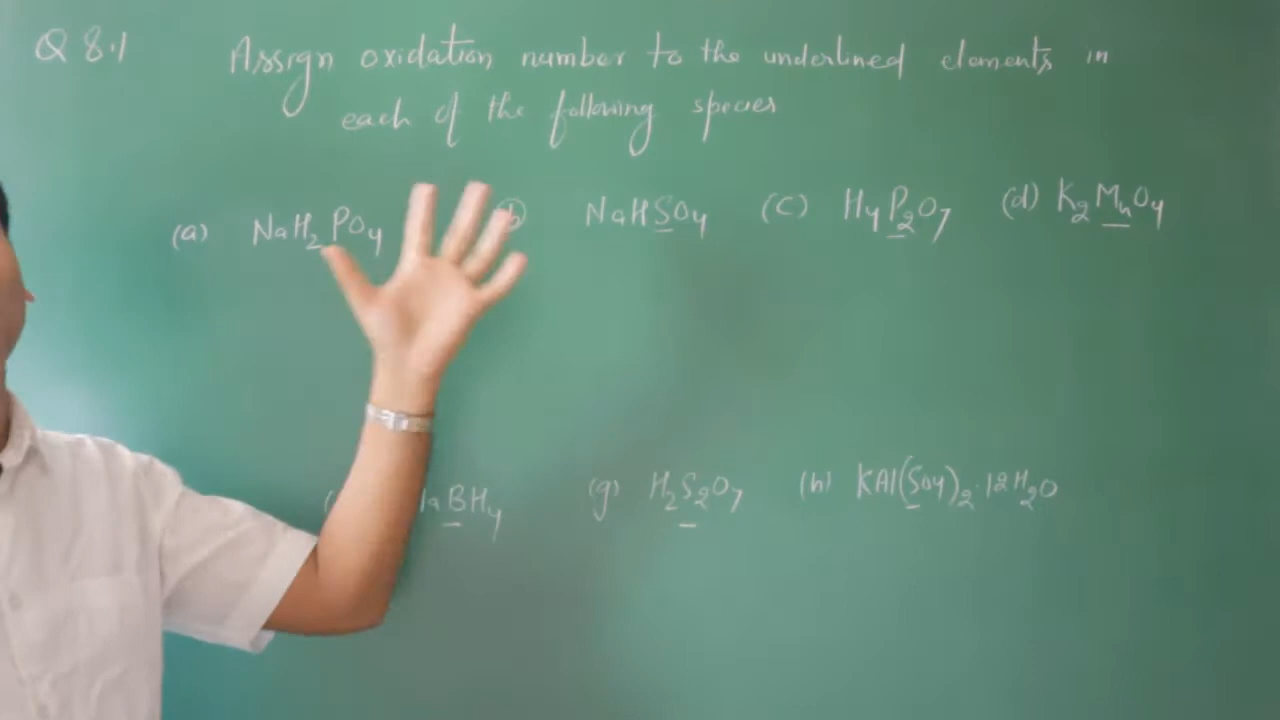 Q 8.1 Assign oxidation number to the underlined elements in
each of the following species
(a) NaH₂PO₄ (b) NaHSO₄ (c) H₄P₂O₇ (d) K₂MnO₄
BH₄ (g) H₂S₂O₇ (h) KAl(SO₄)₂.12H₂O